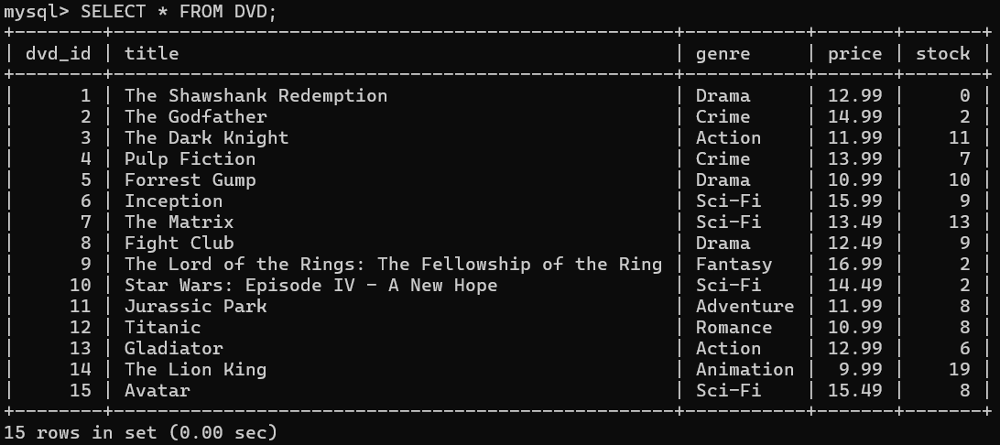 mysql> SELECT * FROM DVD;
+--------+---------------------------------------------------+-----------+-------+-------+
| dvd_id | title                                             | genre     | price | stock |
+--------+---------------------------------------------------+-----------+-------+-------+
|      1 | The Shawshank Redemption                          | Drama     | 12.99 |     0 |
|      2 | The Godfather                                     | Crime     | 14.99 |     2 |
|      3 | The Dark Knight                                   | Action    | 11.99 |    11 |
|      4 | Pulp Fiction                                      | Crime     | 13.99 |     7 |
|      5 | Forrest Gump                                      | Drama     | 10.99 |    10 |
|      6 | Inception                                         | Sci-Fi    | 15.99 |     9 |
|      7 | The Matrix                                        | Sci-Fi    | 13.49 |    13 |
|      8 | Fight Club                                        | Drama     | 12.49 |     9 |
|      9 | The Lord of the Rings: The Fellowship of the Ring | Fantasy   | 16.99 |     2 |
|     10 | Star Wars: Episode IV - A New Hope                | Sci-Fi    | 14.49 |     2 |
|     11 | Jurassic Park                                     | Adventure | 11.99 |     8 |
|     12 | Titanic                                           | Romance   | 10.99 |     8 |
|     13 | Gladiator                                         | Action    | 12.99 |     6 |
|     14 | The Lion King                                     | Animation |  9.99 |    19 |
|     15 | Avatar                                            | Sci-Fi    | 15.49 |     8 |
+--------+---------------------------------------------------+-----------+-------+-------+
15 rows in set (0.00 sec)